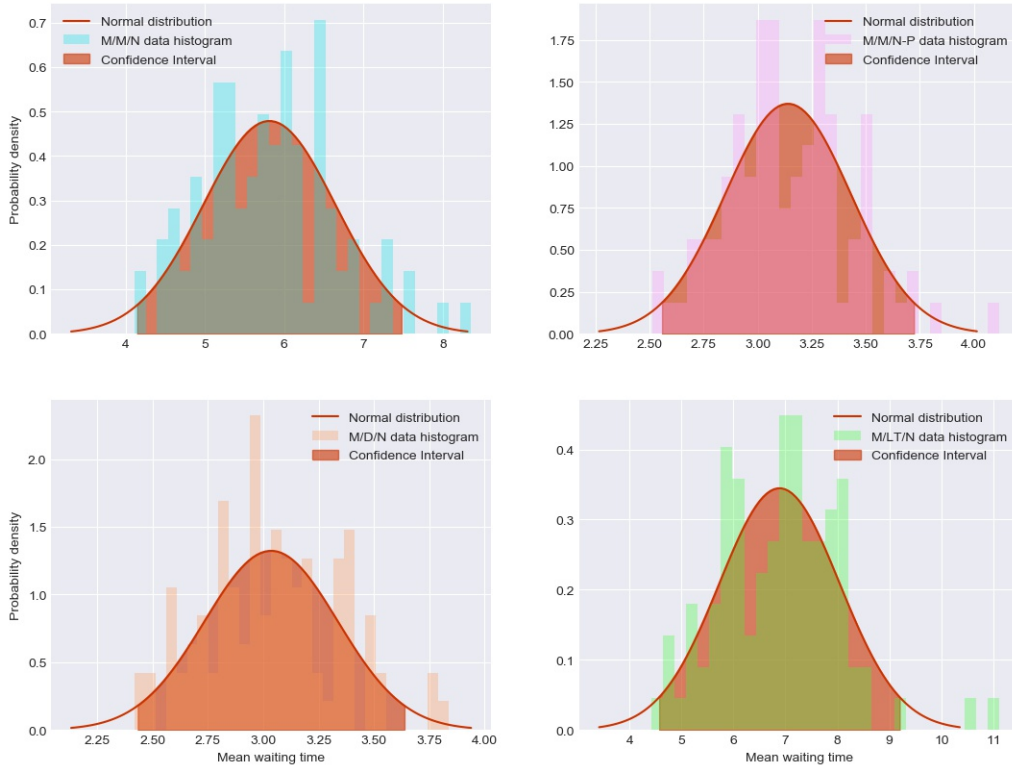 Normal distribution
M/M/N data histogram
Confidence Interval
0.7
0.6
0.5
0.4
0.3
0.2
0.1
0.0
Probability density
4 5 6 7 8
Normal distribution
M/M/N-P data histogram
Confidence Interval
1.75
1.50
1.25
1.00
0.75
0.50
0.25
0.00
2.25 2.50 2.75 3.00 3.25 3.50 3.75 4.00
Normal distribution
M/D/N data histogram
Confidence Interval
2.0
1.5
1.0
0.5
0.0
Probability density
2.25 2.50 2.75 3.00 3.25 3.50 3.75 4.00
Mean waiting time
Normal distribution
M/LT/N data histogram
Confidence Interval
0.4
0.3
0.2
0.1
0.0
4 5 6 7 8 9 10 11
Mean waiting time